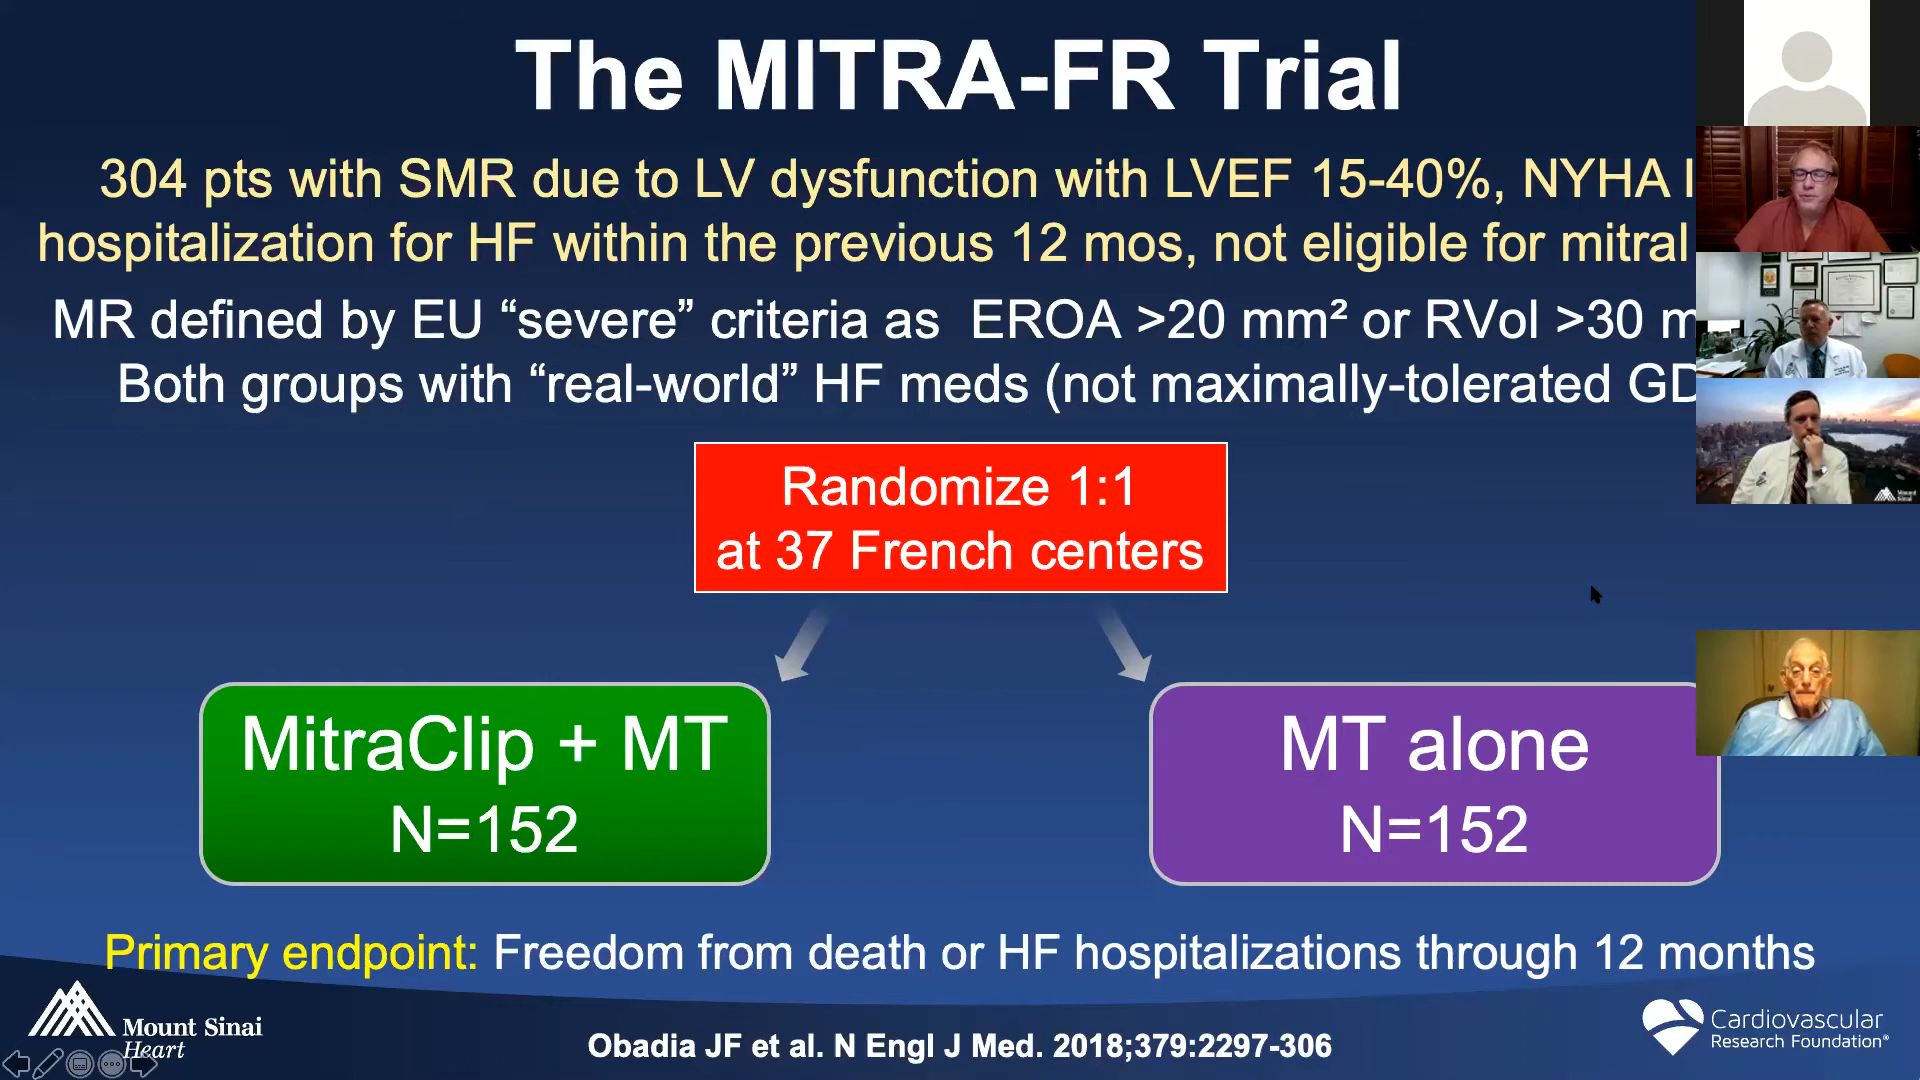 The MITRA-FR Trial
304 pts with SMR due to LV dysfunction with LVEF 15-40%, NYHA
hospitalization for HF within the previous 12 mos, not eligible for mitral
MR defined by EU “severe” criteria as EROA >20 mm² or RVol >30
Both groups with “real-world” HF meds (not maximally-tolerated
Randomize 1:1
at 37 French centers
MitraClip + MT
N=152
MT alone
N=152
Primary endpoint: Freedom from death or HF hospitalizations through 12 months
Mount Sinai
Heart
Obadia JF et al. N Engl J Med. 2018;379:2297-306
Cardiovascular
Research Foundation®
Mount
Sinai